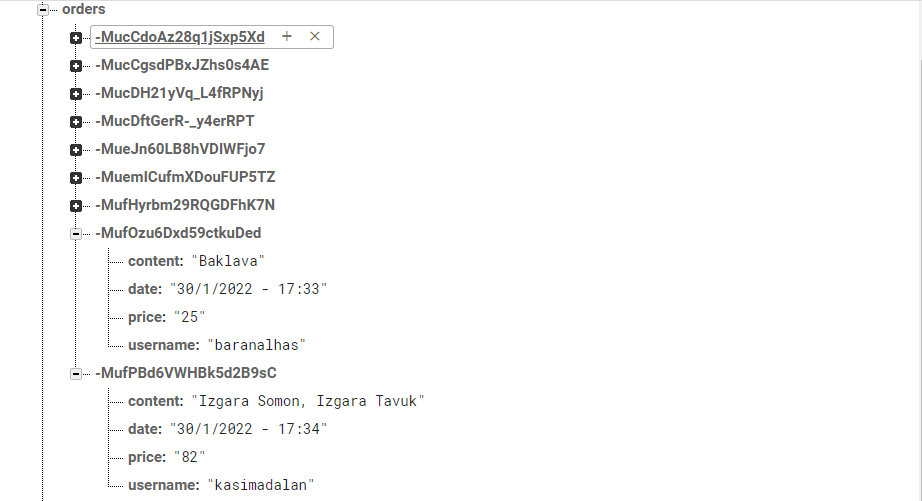 orders
-MucCdoAz28q1jSxp5Xd + ×
-MucCgsdPBxJZhs0s4AE
-MucDH21yVq_L4fRPNyj
-MucDftGerR-_y4erRPT
-MueJn60LB8hVDIWFjo7
-MuemICufmXDouFUP5TZ
-MufHyrbm29RQGDFhK7N
-MufOzu6Dxd59ctkuDed
content: "Baklava"
date: "30/1/2022 - 17:33"
price: "25"
username: "baranalhas"
-MufPBd6VWHBk5d2B9sC
content: "Izgara Somon, Izgara Tavuk"
date: "30/1/2022 - 17:34"
price: "82"
username: "kasimadalan"